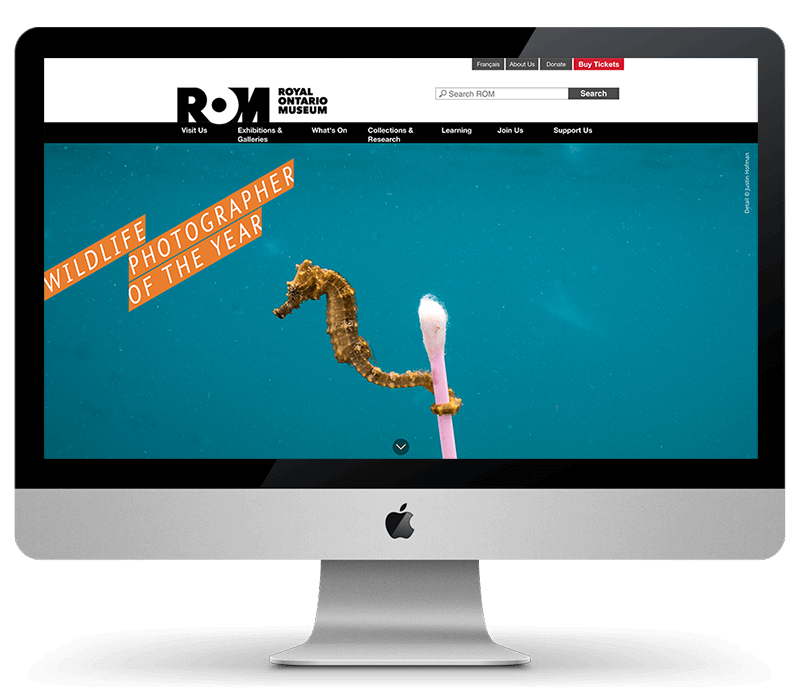 Français About Us Donate Buy Tickets
ROM
ROYAL
ONTARIO
MUSEUM
Search ROM Search
Visit Us Exhibitions & What's On Collections & Learning Join Us Support Us
Galleries Research
WILDLIFE
PHOTOGRAPHER
OF THE YEAR
Detail © Justin Hofman